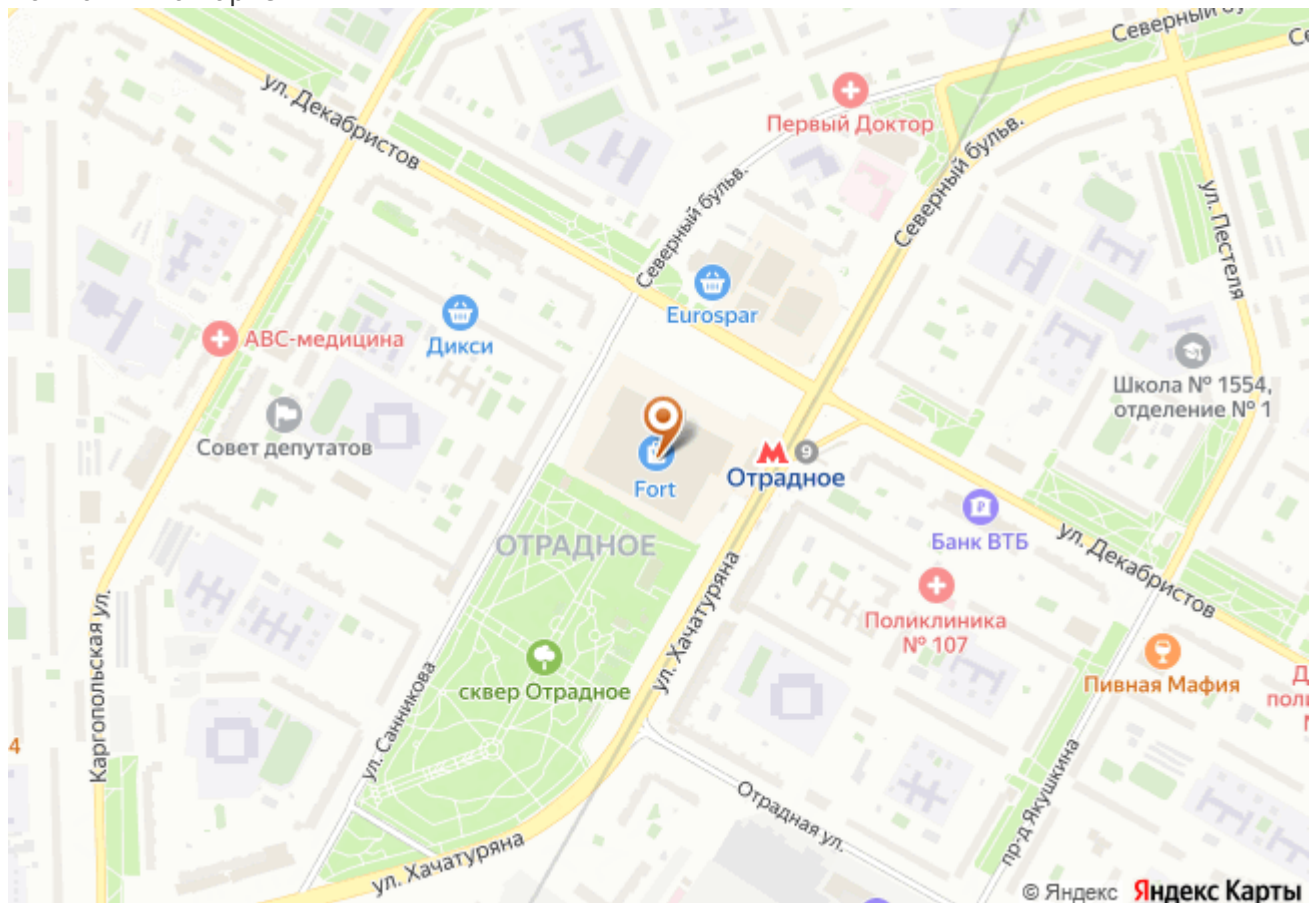 Северный
ул. Декабристов
Первый Доктор
Северный бульв.
Северный бульв.
ул. Пестеля
Eurospar
АВС-медицина
Дикси
Школа № 1554,
отделение № 1
Совет депутатов
Fort
Отрадное
9
Банк ВТБ
ОТРАДНОЕ
ул. Декабристов
Поликлиника
№ 107
Каргопольская ул.
ул. Хачатуряна
сквер Отрадное
Пивная Мафия
ул. Санникова
4
Отрадная ул.
пр-д Якушкина
ул. Хачатуряна
© Яндекс Яндекс Карты